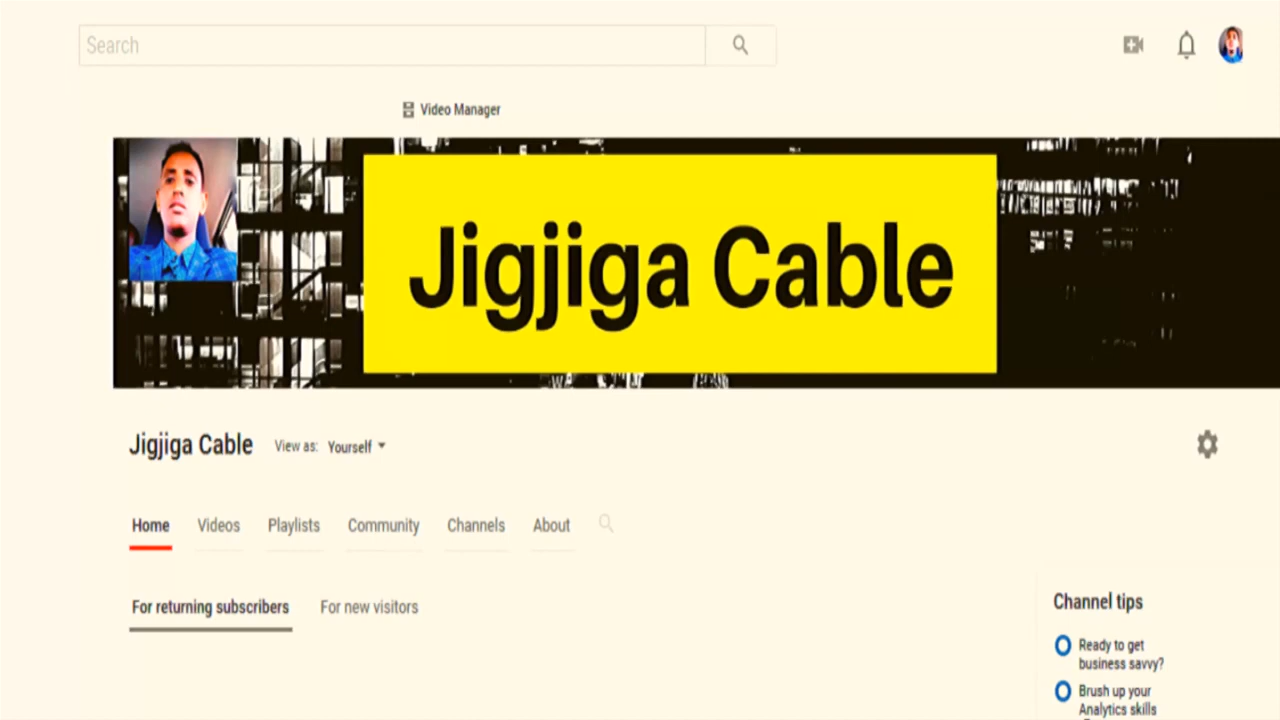 Search
Video Manager
Jigjiga Cable
Jigjiga Cable View as: Yourself
Home Videos Playlists Community Channels About
For returning subscribers For new visitors
Channel tips
Ready to get
business savvy?
Brush up your
Analytics skills